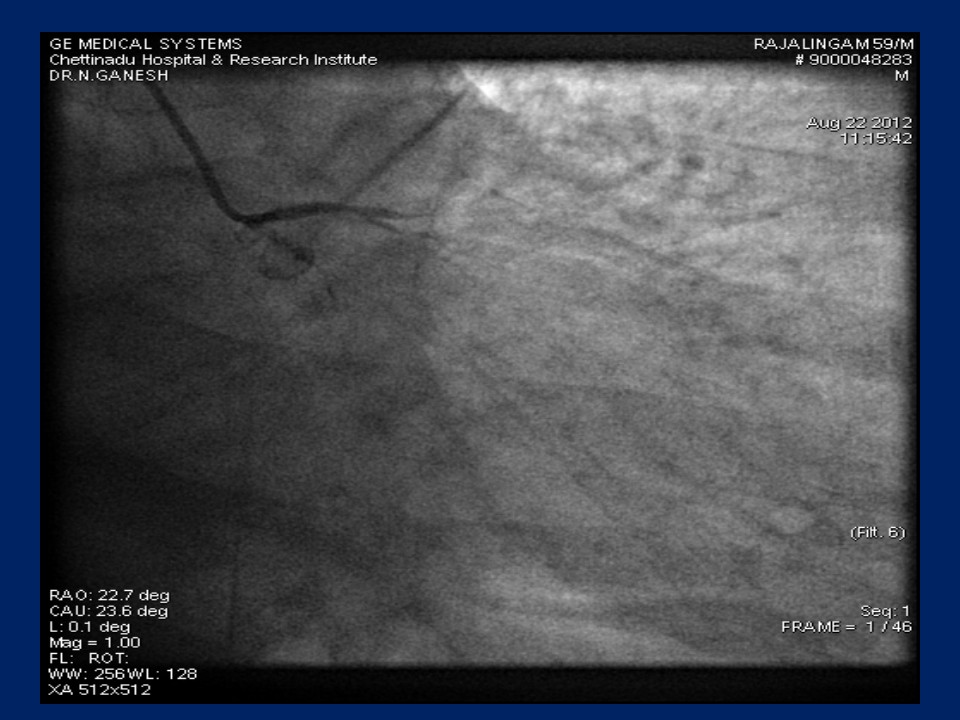 GE MEDICAL SYSTEMS
Chettinadu Hospital & Research Institute
DR.N.GANESH
RAJALINGAM 59/M
# 9000048283
M
Aug 22 2012
11:15:42
(Filt. 6)
RAO: 22.7 deg
CAU: 23.6 deg
L: 0.1 deg
Mag = 1.00
FL: ROT:
WW: 256WL: 128
XA 512x512
Seq: 1
FRAME = 1 / 46